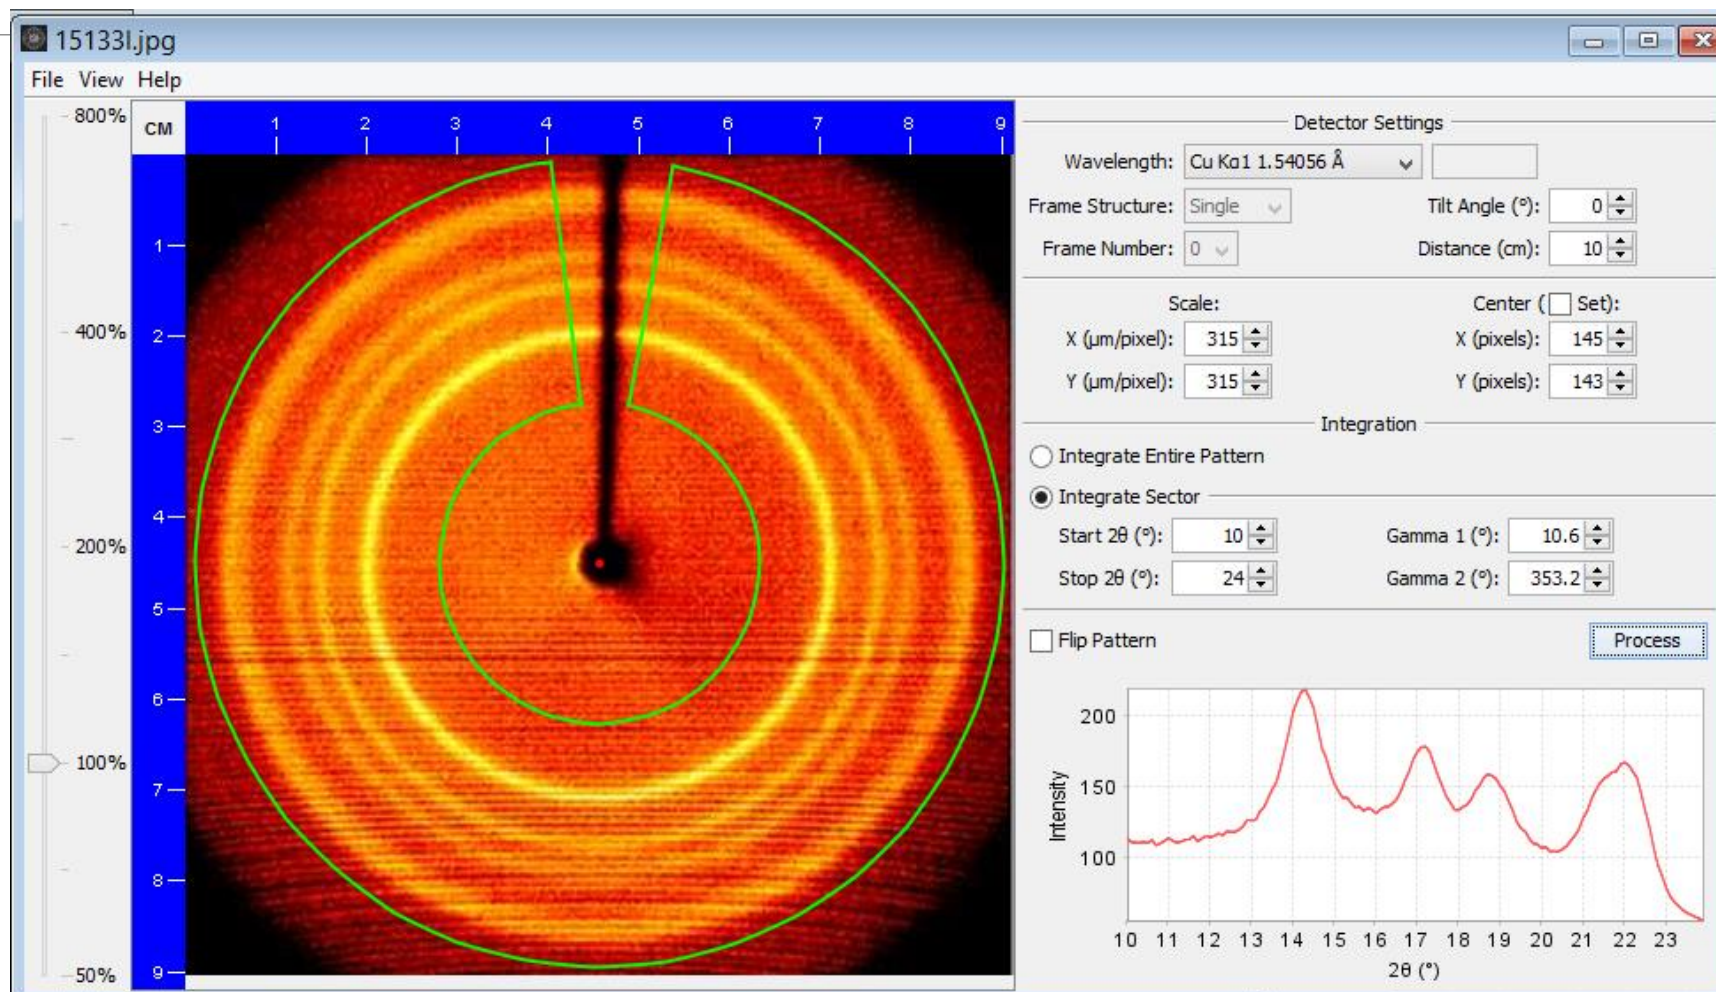 15133l.jpg
File View Help
800%
400%
200%
100%
50%
CM
1 2 3 4 5 6 7 8 9
1
2
3
4
5
6
7
8
9
Detector Settings
Wavelength: Cu Kα1 1.54056 Å
Frame Structure: Single Tilt Angle (°): 0
Frame Number: 0 Distance (cm): 10
Scale: Center ( Set):
X (µm/pixel): 315 X (pixels): 145
Y (µm/pixel): 315 Y (pixels): 143
Integration
Integrate Entire Pattern
Integrate Sector
Start 2θ (°): 10 Gamma 1 (°): 10.6
Stop 2θ (°): 24 Gamma 2 (°): 353.2
Flip Pattern Process
200
150
100
Intensity
10 11 12 13 14 15 16 17 18 19 20 21 22 23
2θ (°)